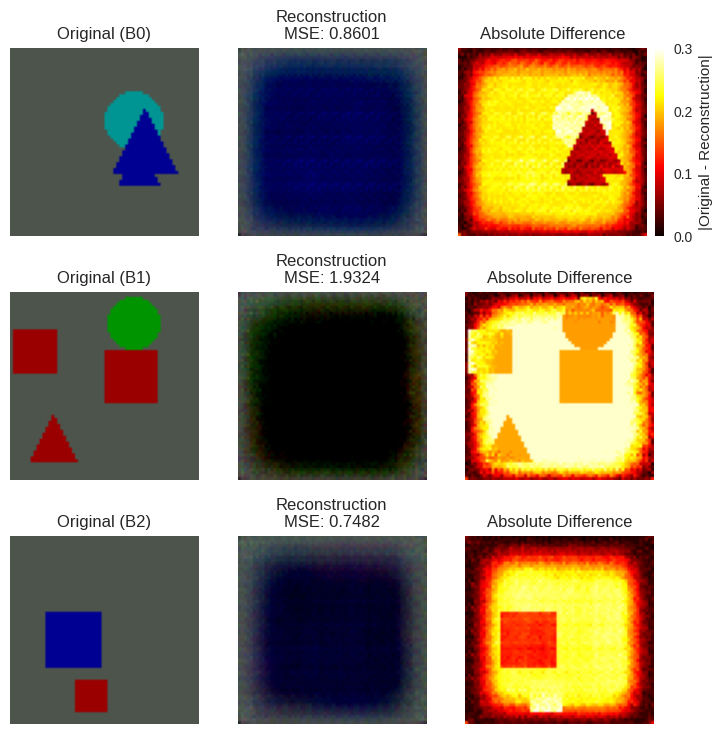 Original (B0)
Reconstruction
MSE: 0.8601
Absolute Difference
0.3
0.2
0.1
0.0
|Original - Reconstruction|
Original (B1)
Reconstruction
MSE: 1.9324
Absolute Difference
Original (B2)
Reconstruction
MSE: 0.7482
Absolute Difference